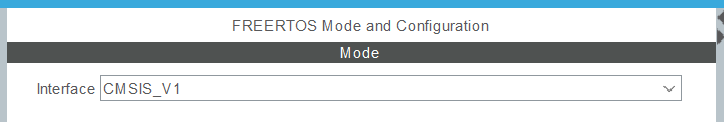 FREERTOS Mode and Configuration
Mode
Interface CMSIS_V1